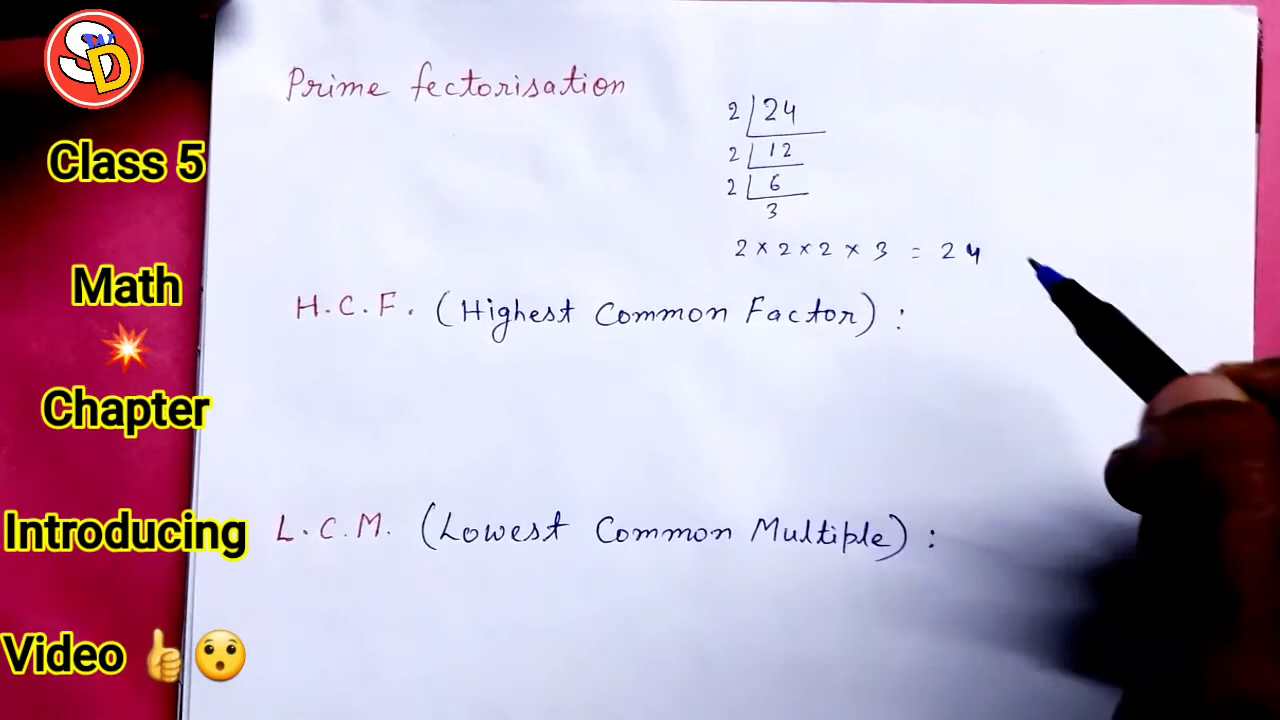 SwD
Class 5
Math
💥
Chapter
Introducing
Video 👍😯
Prime fectorisation
2 | 24
2 | 12
2 | 6
3
2 × 2 × 2 × 3 = 24
H.C.F. (Highest Common Factor) :
L.C.M. (Lowest Common Multiple) :